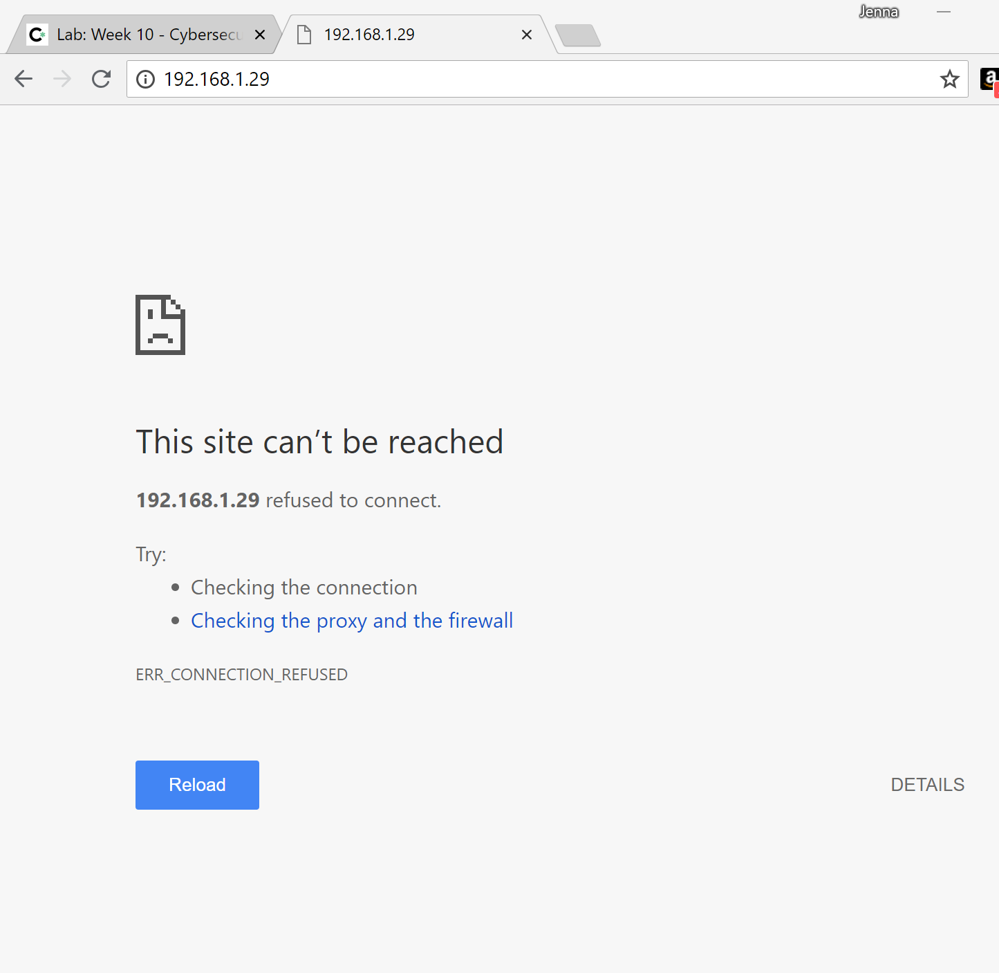 Jenna
Lab: Week 10 - Cybersecu
192.168.1.29
192.168.1.29
This site can’t be reached
192.168.1.29 refused to connect.
Try:
Checking the connection
Checking the proxy and the firewall
ERR_CONNECTION_REFUSED
Reload
DETAILS